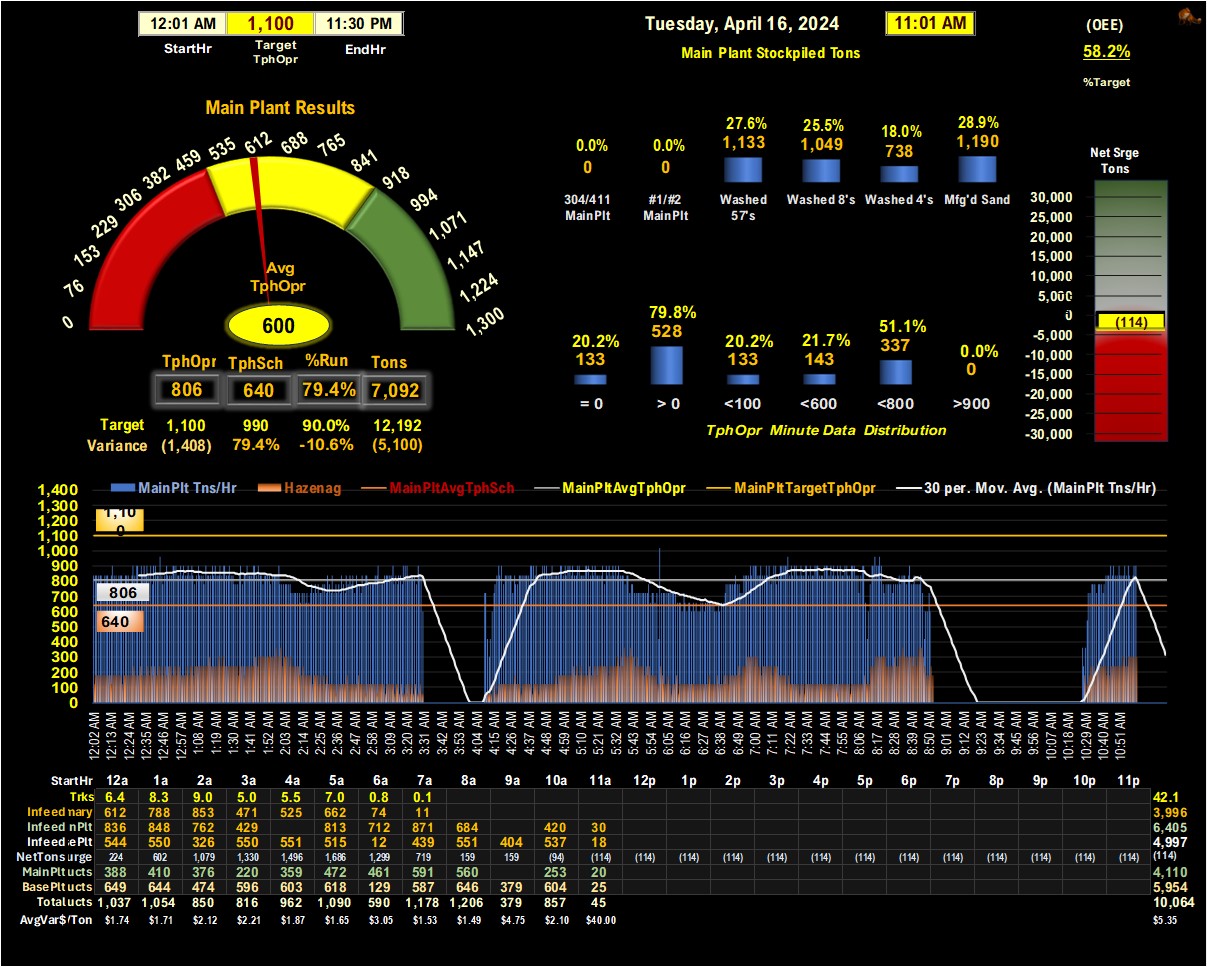 12:01 AM 1,100 11:30 PM
StartHr Target TphOpr EndHr
Tuesday, April 16, 2024 11:01 AM
Main Plant Stockpiled Tons
(OEE)
58.2%
%Target
Main Plant Results
0 76 153 229 306 382 459 535 612 688 765 841 918 994 1,071 1,147 1,224 1,300
Avg
TphOpr
600
TphOpr TphSch %Run Tons
806 640 79.4% 7,092
Target 1,100 990 90.0% 12,192
Variance (1,408) 79.4% -10.6% (5,100)
0.0% 0.0% 27.6% 25.5% 18.0% 28.9%
0 0 1,133 1,049 738 1,190
304/411 #1/#2 Washed Washed 8's Washed 4's Mfg'd Sand
MainPlt MainPlt 57's
20.2% 79.8% 20.2% 21.7% 51.1% 0.0%
133 528 133 143 337 0
= 0 > 0 <100 <600 <800 >900
TphOpr Minute Data Distribution
Net Srge
Tons
30,000
25,000
20,000
15,000
10,000
5,000
0
(114)
-5,000
-10,000
-15,000
-20,000
-25,000
-30,000
MainPlt Tns/Hr Hazenag MainPltAvgTphSch MainPltAvgTphOpr MainPltTargetTphOpr 30 per. Mov. Avg. (MainPlt Tns/Hr)
1,400
1,300
1,200
1,100
1,000
900
800
700
600
500
400
300
200
100
0
1,100
806
640
12:02 AM 12:13 AM 12:24 AM 12:35 AM 12:46 AM 12:57 AM 1:08 AM 1:19 AM 1:30 AM 1:41 AM 1:52 AM 2:03 AM 2:14 AM 2:25 AM 2:36 AM 2:47 AM 2:58 AM 3:09 AM 3:20 AM 3:31 AM 3:42 AM 3:53 AM 4:04 AM 4:15 AM 4:26 AM 4:37 AM 4:48 AM 4:59 AM 5:10 AM 5:21 AM 5:32 AM 5:43 AM 5:54 AM 6:05 AM 6:16 AM 6:27 AM 6:38 AM 6:49 AM 7:00 AM 7:11 AM 7:22 AM 7:33 AM 7:44 AM 7:55 AM 8:06 AM 8:17 AM 8:28 AM 8:39 AM 8:50 AM 9:01 AM 9:12 AM 9:23 AM 9:34 AM 9:45 AM 9:56 AM 10:07 AM 10:18 AM 10:29 AM 10:40 AM 10:51 AM
StartHr 12a 1a 2a 3a 4a 5a 6a 7a 8a 9a 10a 11a 12p 1p 2p 3p 4p 5p 6p 7p 8p 9p 10p 11p
Trks 6.4 8.3 9.0 5.0 5.5 7.0 0.8 0.1 42.1
Infeed mary 612 788 853 471 525 662 74 11 3,996
Infeed nPlt 836 848 762 429 813 712 871 684 420 30 6,405
Infeed ePlt 544 550 326 550 551 515 12 439 551 404 537 18 4,997
NetTons urge 224 602 1,079 1,330 1,496 1,686 1,299 719 159 159 (94) (114) (114) (114) (114) (114) (114) (114) (114) (114) (114) (114) (114) (114) (114)
MainPlt ucts 388 410 376 220 359 472 461 591 560 253 20 4,110
BasePlt ucts 649 644 474 596 603 618 129 587 646 379 604 25 5,954
Total ucts 1,037 1,054 850 816 962 1,090 590 1,178 1,206 379 857 45 10,064
AvgVar$/Ton $1.74 $1.71 $2.12 $2.21 $1.87 $1.65 $3.05 $1.53 $1.49 $4.75 $2.10 $40.00 $5.35